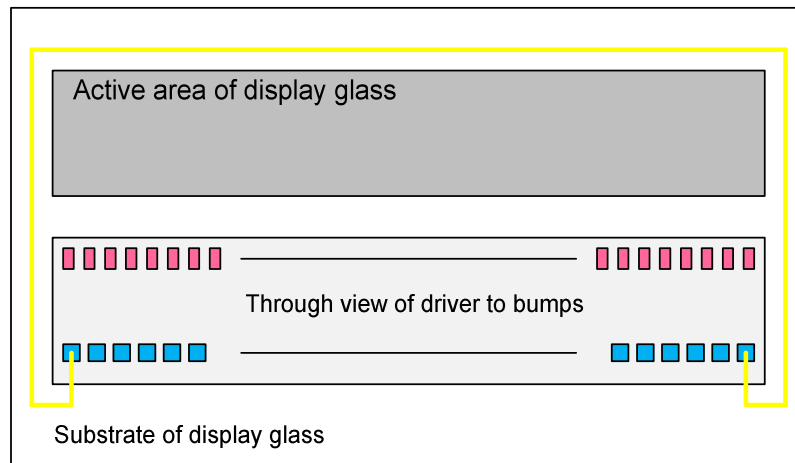 Active area of display glass
Through view of driver to bumps
Substrate of display glass